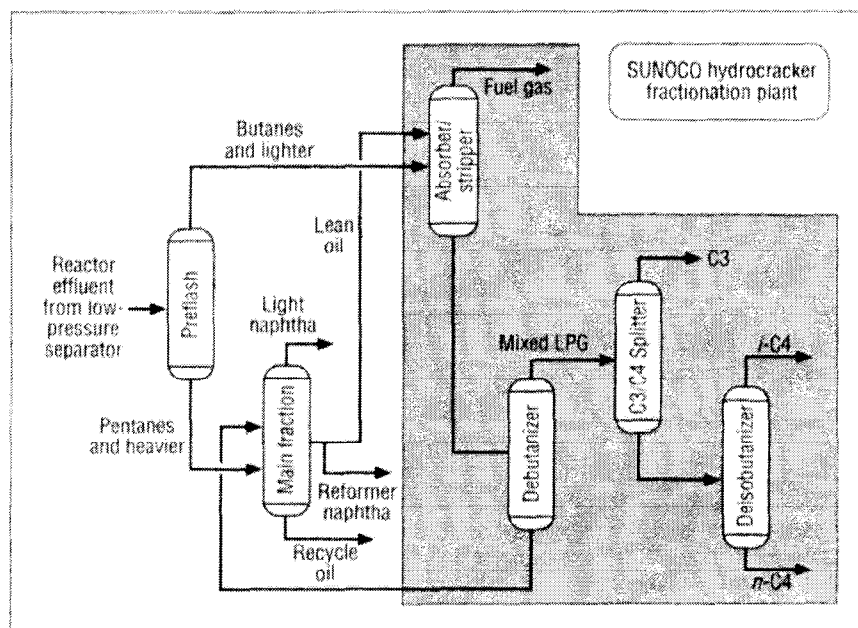 SUNOCO hydrocracker
fractionation plant
Fuel gas
Absorber/
stripper
Butanes
and lighter
Lean
oil
Reactor
effluent
from low-
pressure
separator
Preflash
Light
naphtha
Pentanes
and heavier
Main fraction
Reformer
naphtha
Recycle
oil
Mixed LPG
Debutanizer
C3
C3/C4 Splitter
i-C4
Deisobutanizer
n-C4